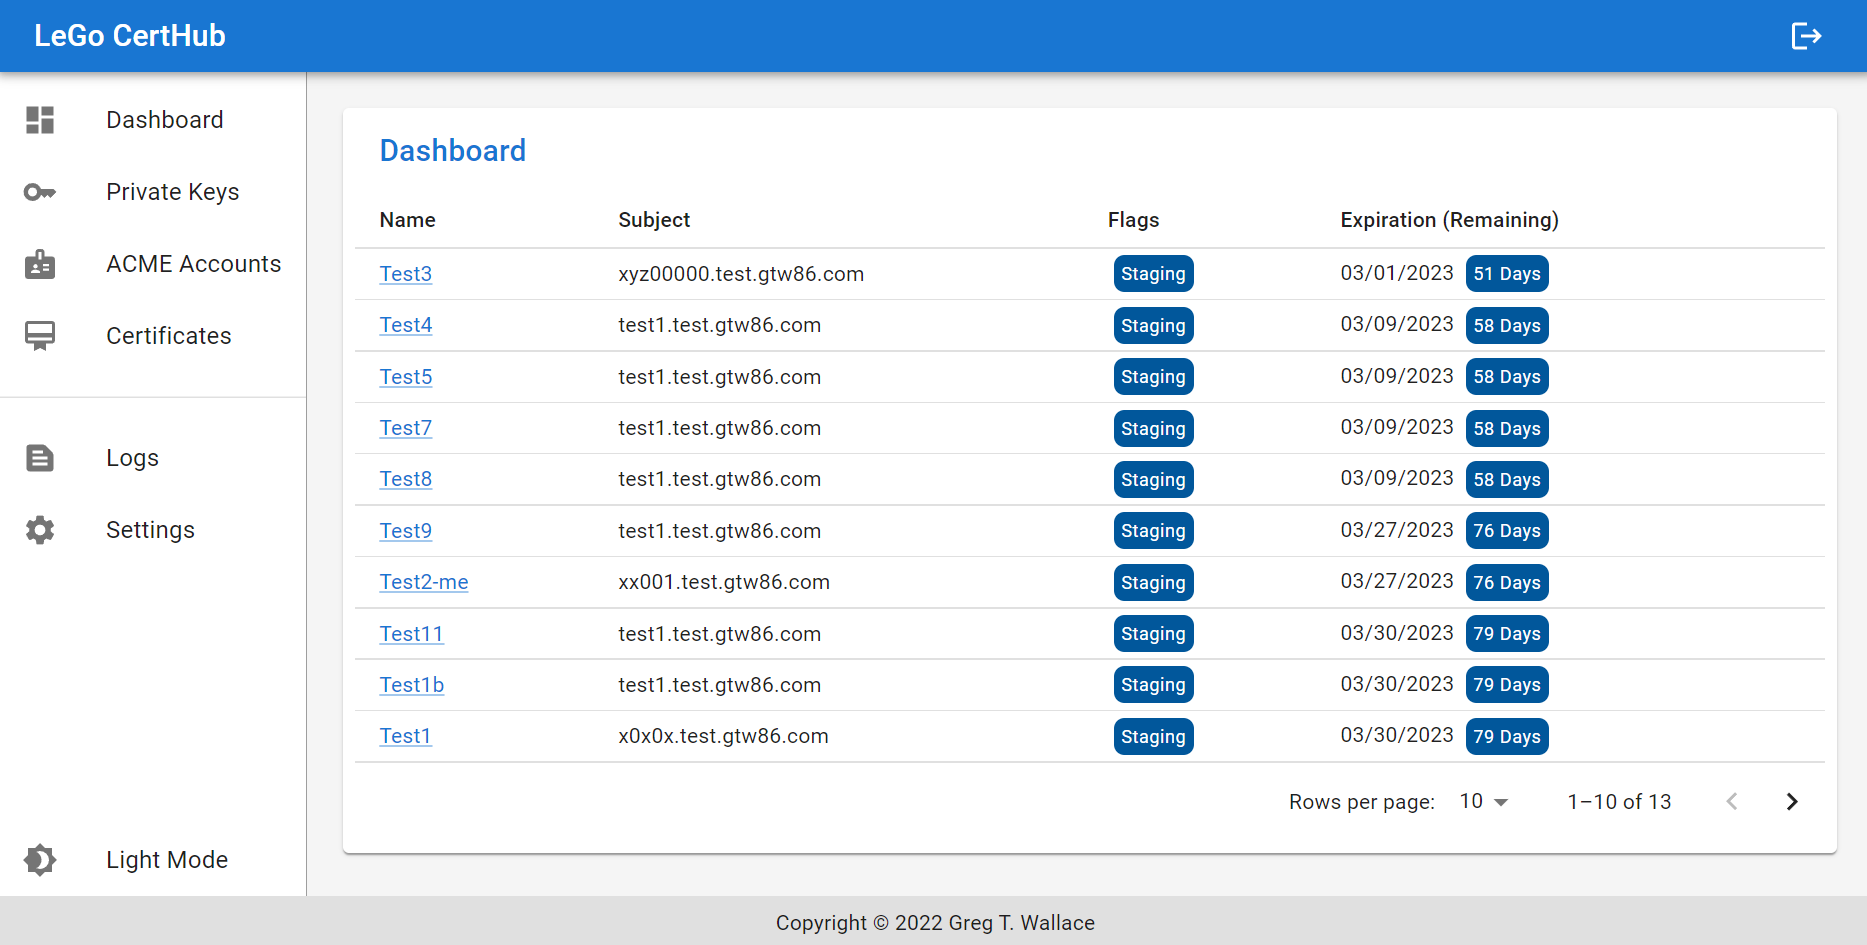 LeGo CertHub
Dashboard
Private Keys
ACME Accounts
Certificates
Logs
Settings
Light Mode
Dashboard
Name Subject Flags Expiration (Remaining)
Test3 xyz00000.test.gtw86.com Staging 03/01/2023 51 Days
Test4 test1.test.gtw86.com Staging 03/09/2023 58 Days
Test5 test1.test.gtw86.com Staging 03/09/2023 58 Days
Test7 test1.test.gtw86.com Staging 03/09/2023 58 Days
Test8 test1.test.gtw86.com Staging 03/09/2023 58 Days
Test9 test1.test.gtw86.com Staging 03/27/2023 76 Days
Test2-me xx001.test.gtw86.com Staging 03/27/2023 76 Days
Test11 test1.test.gtw86.com Staging 03/30/2023 79 Days
Test1b test1.test.gtw86.com Staging 03/30/2023 79 Days
Test1 x0x0x.test.gtw86.com Staging 03/30/2023 79 Days
Rows per page: 10 1–10 of 13
Copyright © 2022 Greg T. Wallace